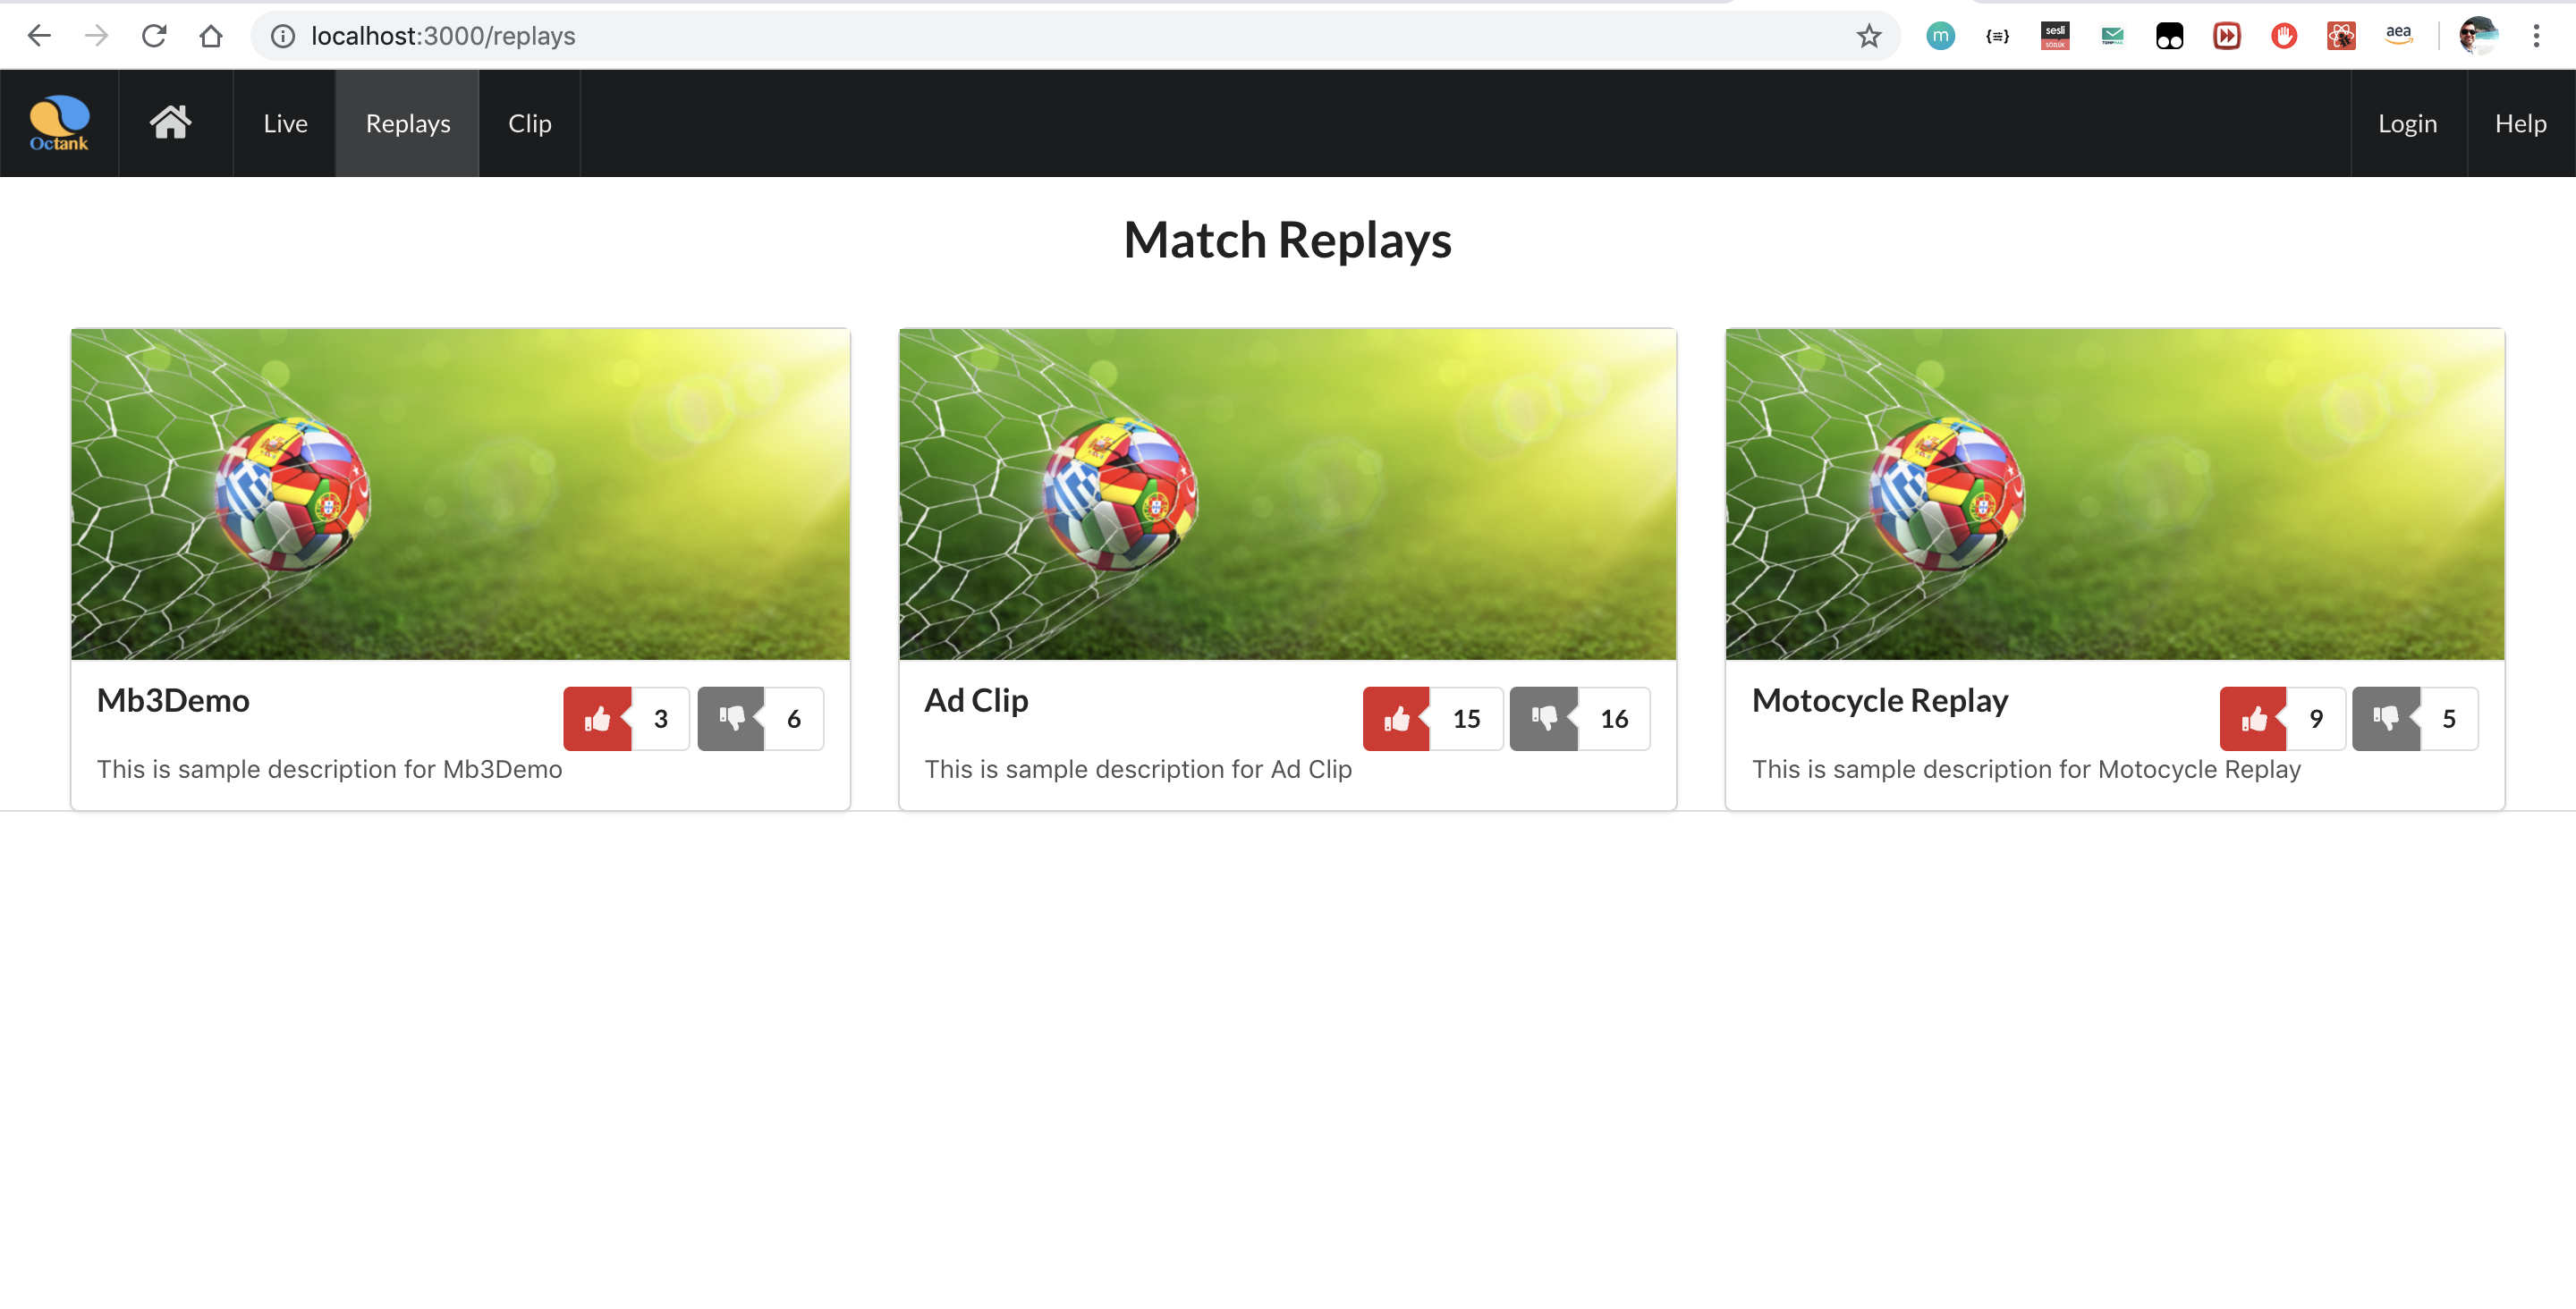 localhost:3000/replays
m
{≡}
sesli
SÖZLÜK
aea
Octank
Live
Replays
Clip
Login
Help
Match Replays
Mb3Demo
3
6
This is sample description for Mb3Demo
Ad Clip
15
16
This is sample description for Ad Clip
Motocycle Replay
9
5
This is sample description for Motocycle Replay